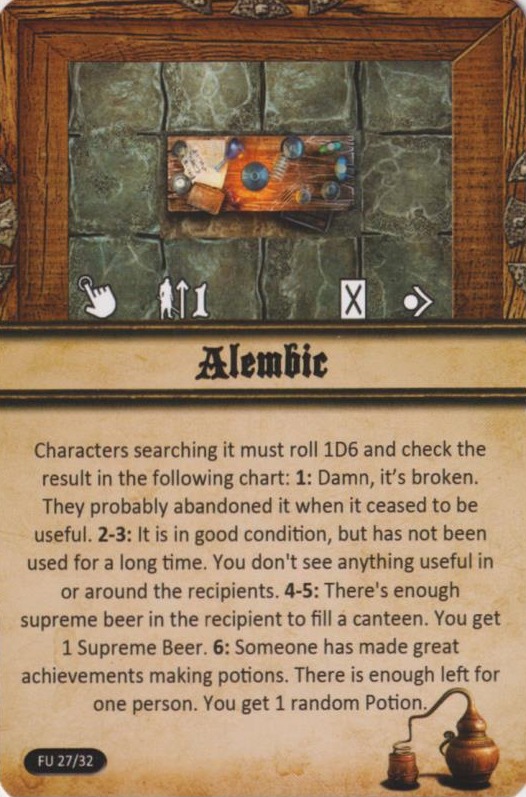 1
X
Alembic
Characters searching it must roll 1D6 and check the
result in the following chart: 1: Damn, it's broken.
They probably abandoned it when it ceased to be
useful. 2-3: It is in good condition, but has not been
used for a long time. You don't see anything useful in
or around the recipients. 4-5: There's enough
supreme beer in the recipient to fill a canteen. You get
1 Supreme Beer. 6: Someone has made great
achievements making potions. There is enough left for
one person. You get 1 random Potion.
FU 27/32